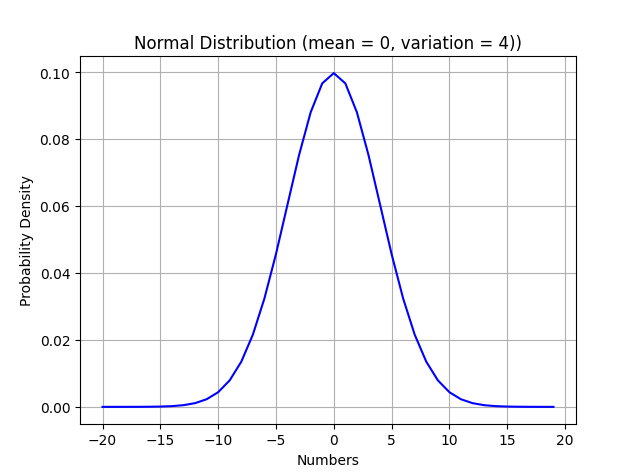 Normal Distribution (mean = 0, variation = 4))
Probability Density
0.10
0.08
0.06
0.04
0.02
0.00
−20 −15 −10 −5 0 5 10 15 20
Numbers